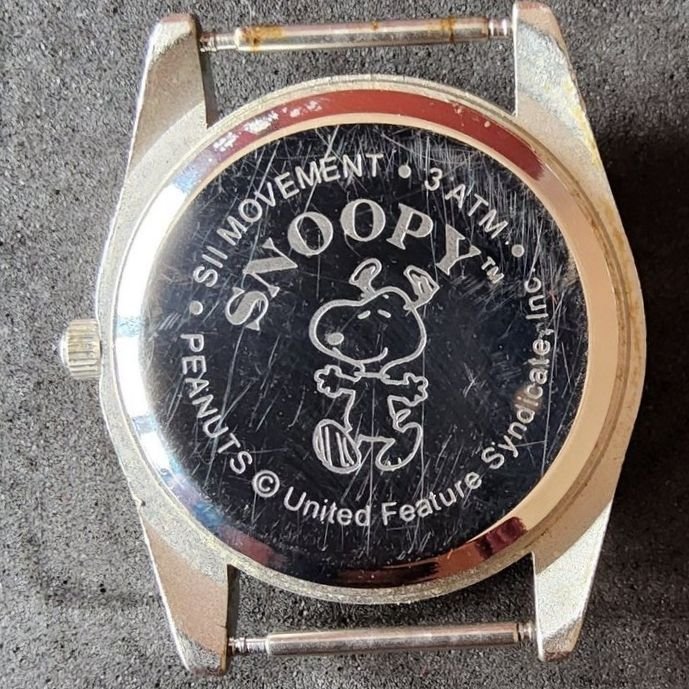 SII MOVEMENT • 3 ATM •
SNOOPY™
• PEANUTS © United Feature Syndicate, Inc.